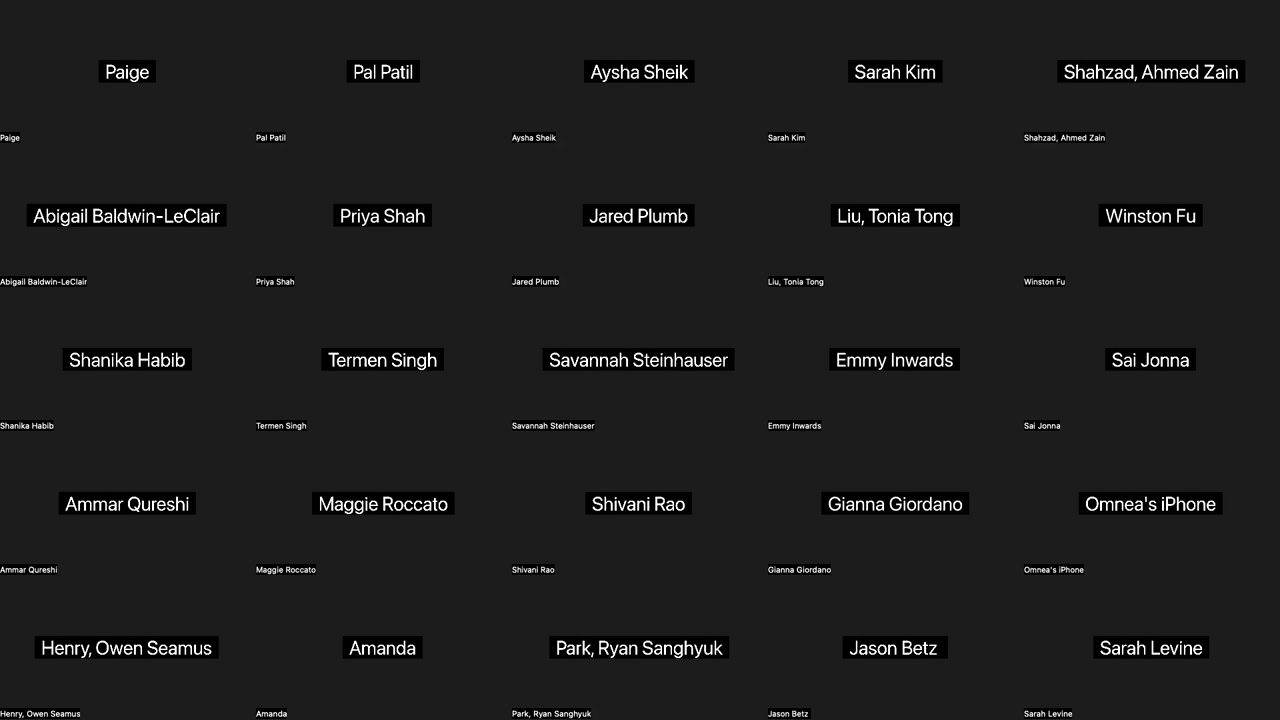 Paige
Pal Patil
Aysha Sheik
Sarah Kim
Shahzad, Ahmed Zain
Paige
Pal Patil
Aysha Sheik
Sarah Kim
Shahzad, Ahmed Zain
Abigail Baldwin-LeClair
Priya Shah
Jared Plumb
Liu, Tonia Tong
Winston Fu
Abigail Baldwin-LeClair
Priya Shah
Jared Plumb
Liu, Tonia Tong
Winston Fu
Shanika Habib
Termen Singh
Savannah Steinhauser
Emmy Inwards
Sai Jonna
Shanika Habib
Termen Singh
Savannah Steinhauser
Emmy Inwards
Sai Jonna
Ammar Qureshi
Maggie Roccato
Shivani Rao
Gianna Giordano
Omnea's iPhone
Ammar Qureshi
Maggie Roccato
Shivani Rao
Gianna Giordano
Omnea's iPhone
Henry, Owen Seamus
Amanda
Park, Ryan Sanghyuk
Jason Betz
Sarah Levine
Henry, Owen Seamus
Amanda
Park, Ryan Sanghyuk
Jason Betz
Sarah Levine